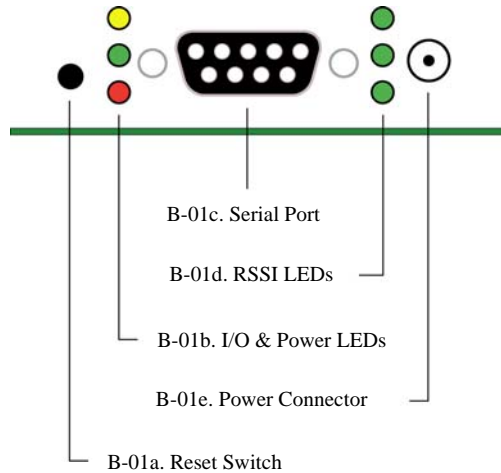 B-01c. Serial Port
B-01d. RSSI LEDs
B-01b. I/O & Power LEDs
B-01e. Power Connector
B-01a. Reset Switch